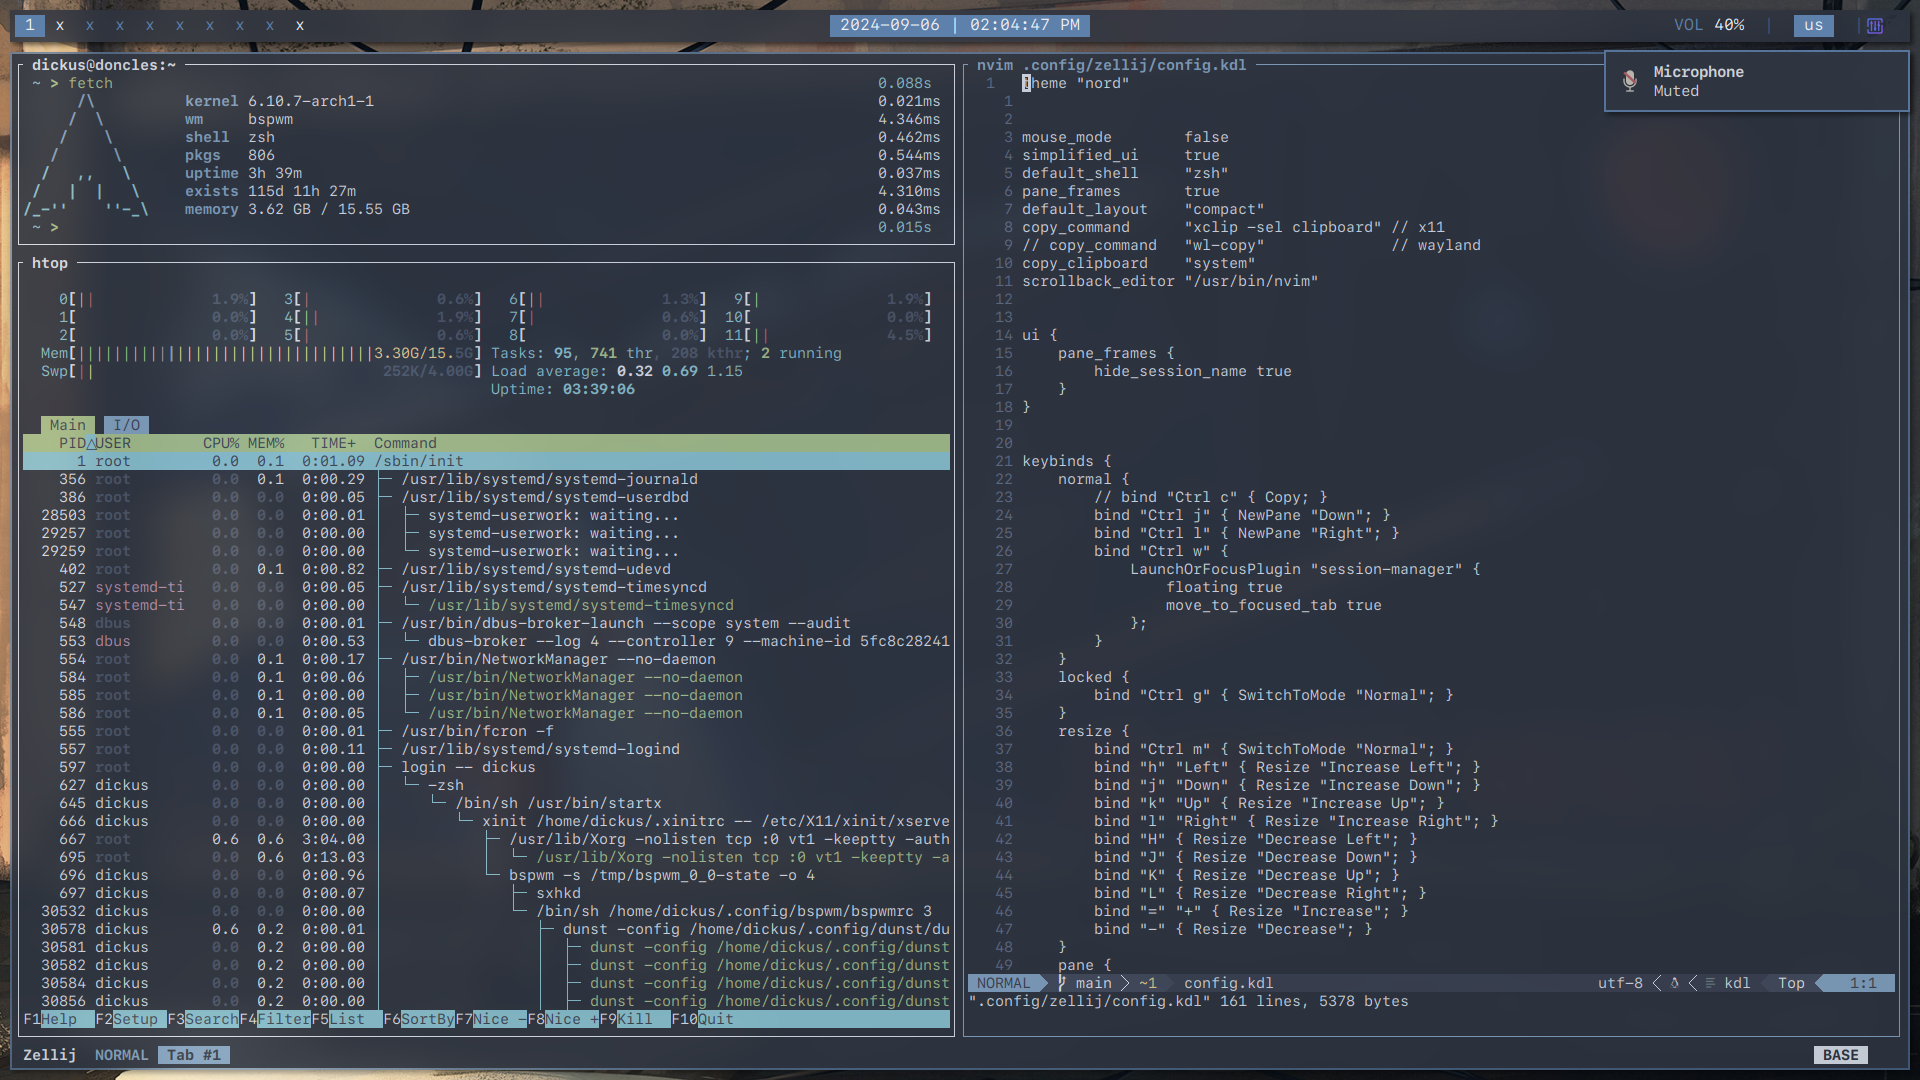 1 x x x x x x x x x
2024-09-06 | 02:04:47 PM
VOL 40% | us |
Microphone
Muted
dickus@doncles:~
~ > fetch 0.088s
/\ kernel 6.10.7-arch1-1 0.021ms
/ \ wm bspwm 4.346ms
/ \ shell zsh 0.462ms
/ \ pkgs 806 0.544ms
/ ,, \ uptime 3h 39m 0.037ms
/ | | \ exists 115d 11h 27m 4.310ms
/_-'' ''-_\ memory 3.62 GB / 15.55 GB 0.043ms
~ > 0.015s
htop
0[|| 1.9%] 3[| 0.6%] 6[|| 1.3%] 9[| 1.9%]
1[ 0.0%] 4[|| 1.9%] 7[| 0.6%] 10[ 0.0%]
2[ 0.0%] 5[| 0.6%] 8[ 0.0%] 11[|| 4.5%]
Mem[|||||||||||||||||||||||||||||||||3.30G/15.5G] Tasks: 95, 741 thr, 208 kthr; 2 running
Swp[|| 252K/4.00G] Load average: 0.32 0.69 1.15
Uptime: 03:39:06
Main I/O
PID△USER CPU% MEM% TIME+ Command
1 root 0.0 0.1 0:01.09 /sbin/init
356 root 0.0 0.1 0:00.29 ├─ /usr/lib/systemd/systemd-journald
386 root 0.0 0.0 0:00.05 ├─ /usr/lib/systemd/systemd-userdbd
28503 root 0.0 0.0 0:00.01 │ ├─ systemd-userwork: waiting...
29257 root 0.0 0.0 0:00.00 │ ├─ systemd-userwork: waiting...
29259 root 0.0 0.0 0:00.00 │ └─ systemd-userwork: waiting...
402 root 0.0 0.1 0:00.82 ├─ /usr/lib/systemd/systemd-udevd
527 systemd-ti 0.0 0.0 0:00.05 ├─ /usr/lib/systemd/systemd-timesyncd
547 systemd-ti 0.0 0.0 0:00.00 │ └─ /usr/lib/systemd/systemd-timesyncd
548 dbus 0.0 0.0 0:00.01 ├─ /usr/bin/dbus-broker-launch --scope system --audit
553 dbus 0.0 0.0 0:00.53 │ └─ dbus-broker --log 4 --controller 9 --machine-id 5fc8c28241
554 root 0.0 0.1 0:00.17 ├─ /usr/bin/NetworkManager --no-daemon
584 root 0.0 0.1 0:00.06 │ ├─ /usr/bin/NetworkManager --no-daemon
585 root 0.0 0.1 0:00.00 │ ├─ /usr/bin/NetworkManager --no-daemon
586 root 0.0 0.1 0:00.05 │ └─ /usr/bin/NetworkManager --no-daemon
555 root 0.0 0.0 0:00.01 ├─ /usr/bin/fcron -f
557 root 0.0 0.0 0:00.11 ├─ /usr/lib/systemd/systemd-logind
597 root 0.0 0.0 0:00.00 ├─ login -- dickus
627 dickus 0.0 0.0 0:00.00 │ └─ -zsh
645 dickus 0.0 0.0 0:00.00 │ └─ /bin/sh /usr/bin/startx
666 dickus 0.0 0.0 0:00.00 │ └─ xinit /home/dickus/.xinitrc -- /etc/X11/xinit/xserve
667 root 0.6 0.6 3:04.00 │ ├─ /usr/lib/Xorg -nolisten tcp :0 vt1 -keeptty -auth
695 root 0.0 0.6 0:13.03 │ │ └─ /usr/lib/Xorg -nolisten tcp :0 vt1 -keeptty -a
696 dickus 0.0 0.0 0:00.96 │ └─ bspwm -s /tmp/bspwm_0_0-state -o 4
697 dickus 0.0 0.0 0:00.07 │ ├─ sxhkd
30532 dickus 0.0 0.0 0:00.00 │ └─ /bin/sh /home/dickus/.config/bspwm/bspwmrc 3
30578 dickus 0.6 0.2 0:00.01 │ ├─ dunst -config /home/dickus/.config/dunst/du
30581 dickus 0.0 0.2 0:00.00 │ │ ├─ dunst -config /home/dickus/.config/dunst
30582 dickus 0.0 0.2 0:00.00 │ │ ├─ dunst -config /home/dickus/.config/dunst
30584 dickus 0.0 0.2 0:00.00 │ │ ├─ dunst -config /home/dickus/.config/dunst
30856 dickus 0.0 0.2 0:00.00 │ │ ├─ dunst -config /home/dickus/.config/dunst
F1Help F2Setup F3SearchF4FilterF5List F6SortByF7Nice -F8Nice +F9Kill F10Quit
nvim .config/zellij/config.kdl
1 theme "nord"
1
2
3 mouse_mode false
4 simplified_ui true
5 default_shell "zsh"
6 pane_frames true
7 default_layout "compact"
8 copy_command "xclip -sel clipboard" // x11
9 // copy_command "wl-copy" // wayland
10 copy_clipboard "system"
11 scrollback_editor "/usr/bin/nvim"
12
13
14 ui {
15 pane_frames {
16 hide_session_name true
17 }
18 }
19
20
21 keybinds {
22 normal {
23 // bind "Ctrl c" { Copy; }
24 bind "Ctrl j" { NewPane "Down"; }
25 bind "Ctrl l" { NewPane "Right"; }
26 bind "Ctrl w" {
27 LaunchOrFocusPlugin "session-manager" {
28 floating true
29 move_to_focused_tab true
30 };
31 }
32 }
33 locked {
34 bind "Ctrl g" { SwitchToMode "Normal"; }
35 }
36 resize {
37 bind "Ctrl m" { SwitchToMode "Normal"; }
38 bind "h" "Left" { Resize "Increase Left"; }
39 bind "j" "Down" { Resize "Increase Down"; }
40 bind "k" "Up" { Resize "Increase Up"; }
41 bind "l" "Right" { Resize "Increase Right"; }
42 bind "H" { Resize "Decrease Left"; }
43 bind "J" { Resize "Decrease Down"; }
44 bind "K" { Resize "Decrease Up"; }
45 bind "L" { Resize "Decrease Right"; }
46 bind "=" "+" { Resize "Increase"; }
47 bind "-" { Resize "Decrease"; }
48 }
49 pane {
NORMAL main ~1 config.kdl utf-8 kdl Top 1:1
".config/zellij/config.kdl" 161 lines, 5378 bytes
Zellij NORMAL Tab #1 BASE